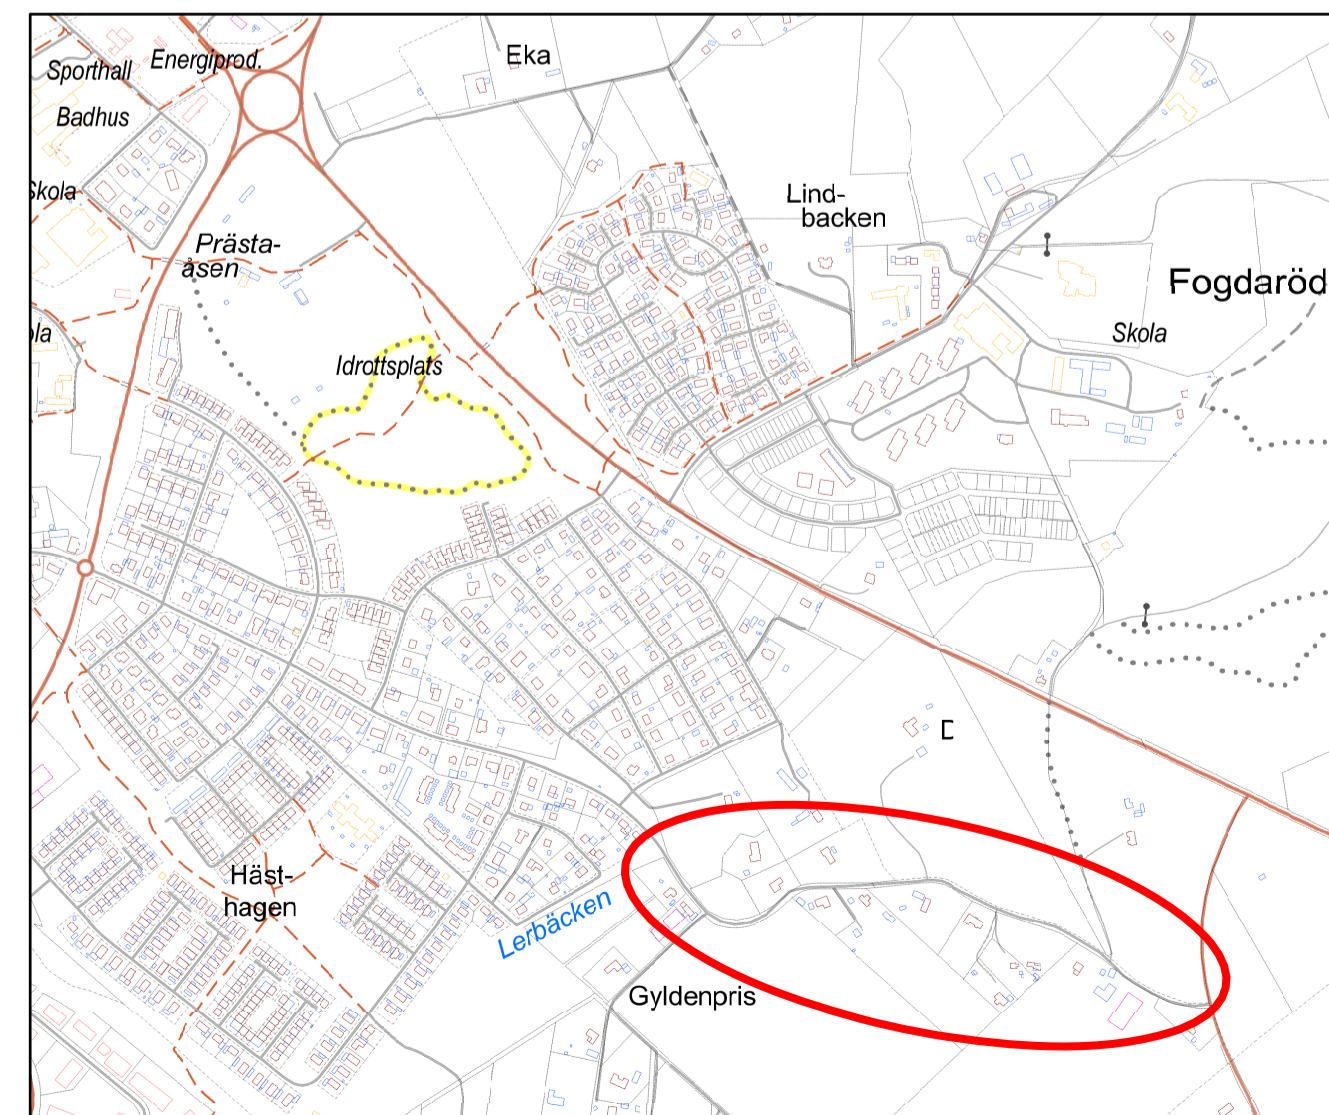 Eka
Energiprod.
Sporthall
Badhus
Skola
Lind-
backen
Prästa-
åsen
Fogdaröd
Skola
ola
Idrottsplats
Häst-
hagen
Lerbäcken
Gyldenpris